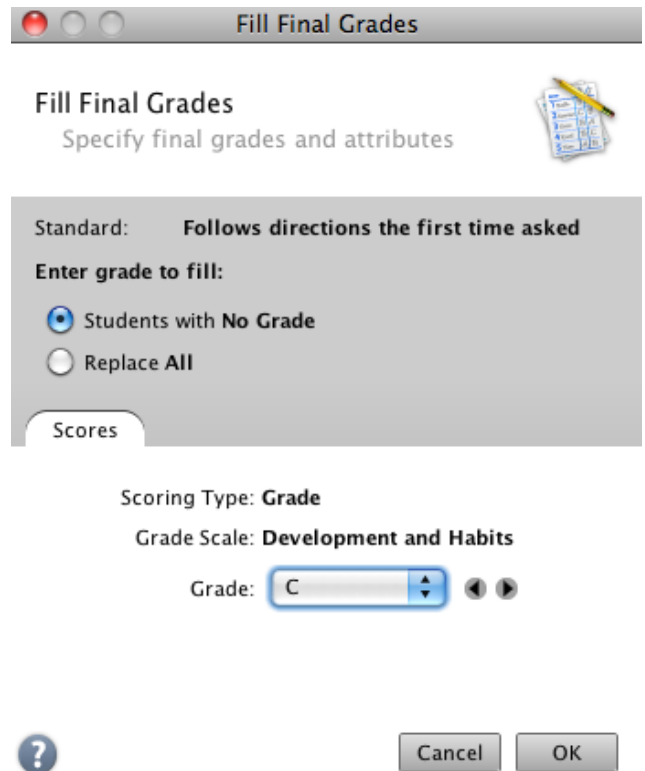 Fill Final Grades
Fill Final Grades
Specify final grades and attributes
Standard: Follows directions the first time asked
Enter grade to fill:
Students with No Grade
Replace All
Scores
Scoring Type: Grade
Grade Scale: Development and Habits
Grade: C
? Cancel OK